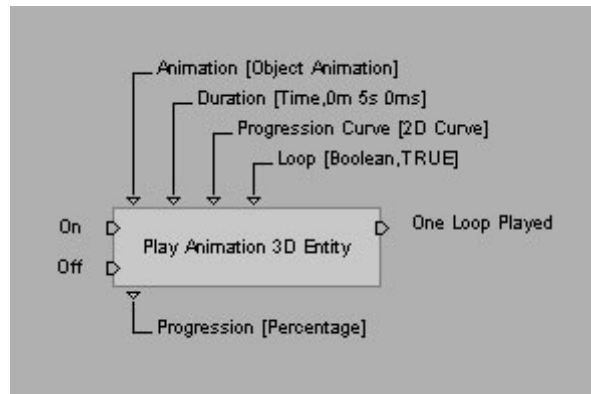 Animation [Object Animation]
Duration [Time,0m 5s 0ms]
Progression Curve [2D Curve]
Loop [Boolean,TRUE]
On
One Loop Played
Play Animation 3D Entity
Off
Progression [Percentage]